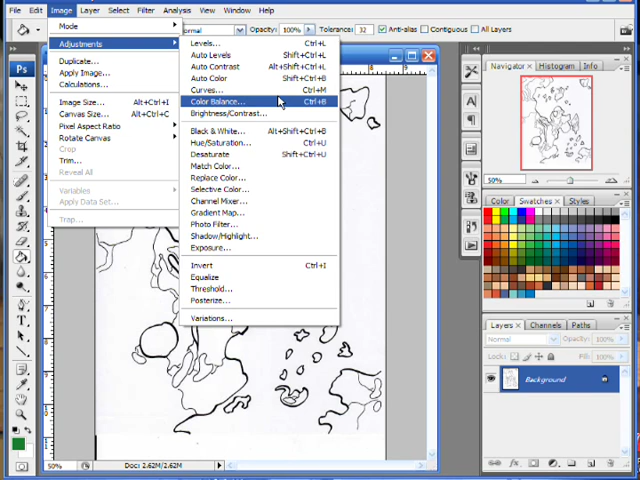 File Edit Image Layer Select Filter Analysis View Window Help
Normal Opacity: 100% Tolerance: 32 Anti-alias Contiguous All Layers
Mode
Adjustments
Duplicate...
Apply Image...
Calculations...
Image Size... Alt+Ctrl+I
Canvas Size... Alt+Ctrl+C
Pixel Aspect Ratio
Rotate Canvas
Crop
Trim...
Reveal All
Variables
Apply Data Set...
Trap...
Levels... Ctrl+L
Auto Levels Shift+Ctrl+L
Auto Contrast Alt+Shift+Ctrl+L
Auto Color Shift+Ctrl+B
Curves... Ctrl+M
Color Balance... Ctrl+B
Brightness/Contrast...
Black & White... Alt+Shift+Ctrl+B
Hue/Saturation... Ctrl+U
Desaturate Shift+Ctrl+U
Match Color...
Replace Color...
Selective Color...
Channel Mixer...
Gradient Map...
Photo Filter...
Shadow/Highlight...
Exposure...
Invert Ctrl+I
Equalize
Threshold...
Posterize...
Variations...
Ps
Navigator Histogram Info
50%
Color Swatches Styles
Layers Channels Paths
Normal Opacity: 100%
Lock: Fill: 100%
Background
50% Doc: 2.62M/2.62M